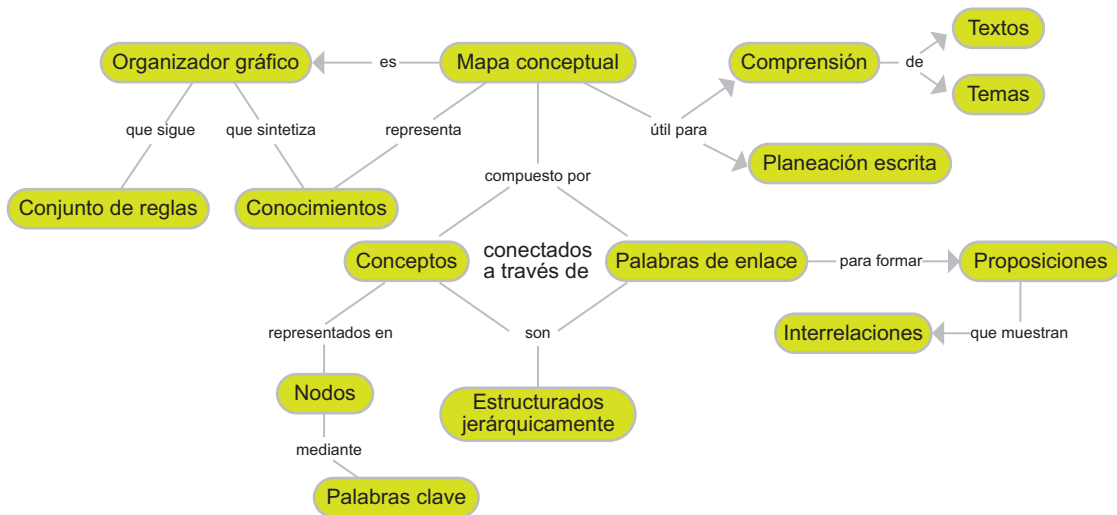 Textos
Organizador gráfico
es
Mapa conceptual
Comprensión
de
Temas
que sigue
que sintetiza
representa
útil para
Planeación escrita
compuesto por
Conjunto de reglas
Conocimientos
Conceptos
conectados
a través de
Palabras de enlace
para formar
Proposiciones
representados en
son
Interrelaciones
que muestran
Nodos
Estructurados
jerárquicamente
mediante
Palabras clave